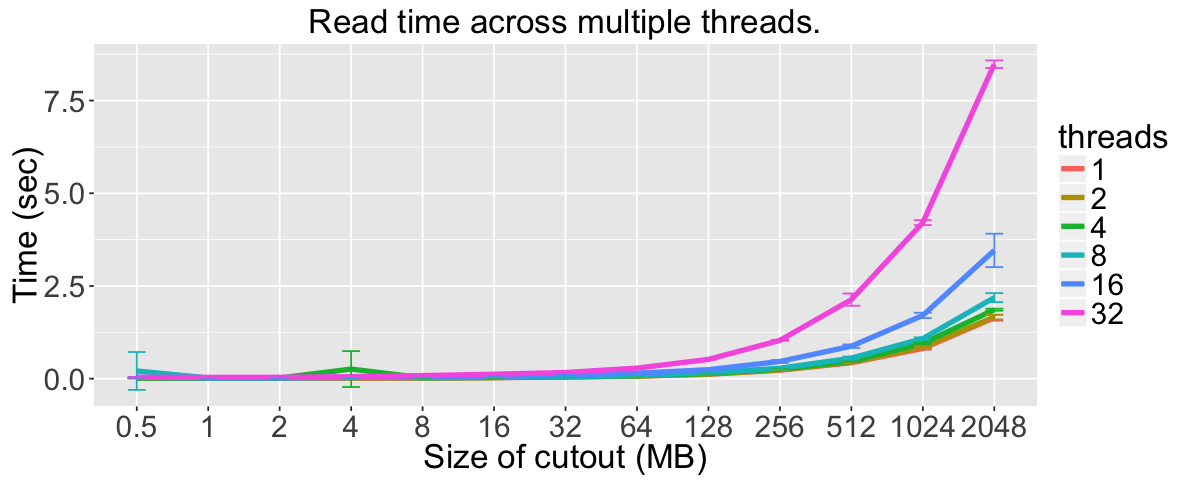 Read time across multiple threads.
7.5
5.0
2.5
0.0
Time (sec)
0.5 1 2 4 8 16 32 64 128 256 512 1024 2048
Size of cutout (MB)
threads
1
2
4
8
16
32